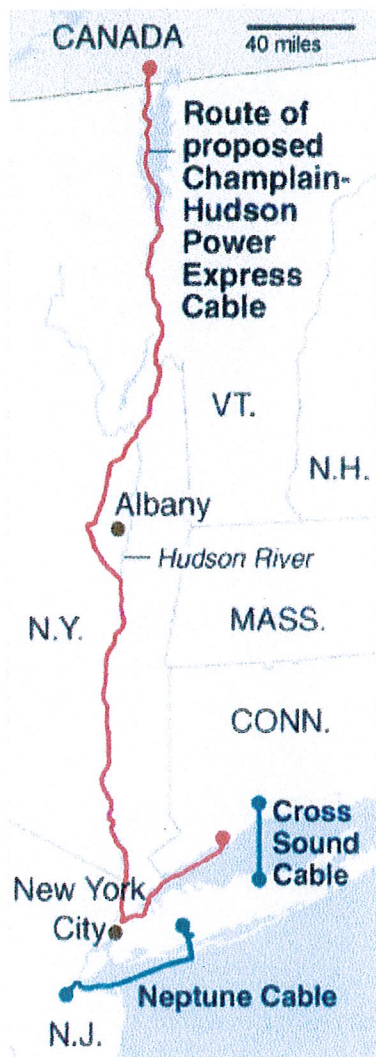 CANADA
40 miles
Route of
proposed
Champlain-
Hudson
Power
Express
Cable
VT.
N.H.
Albany
Hudson River
N.Y.
MASS.
CONN.
Cross
Sound
Cable
New York
City
Neptune Cable
N.J.